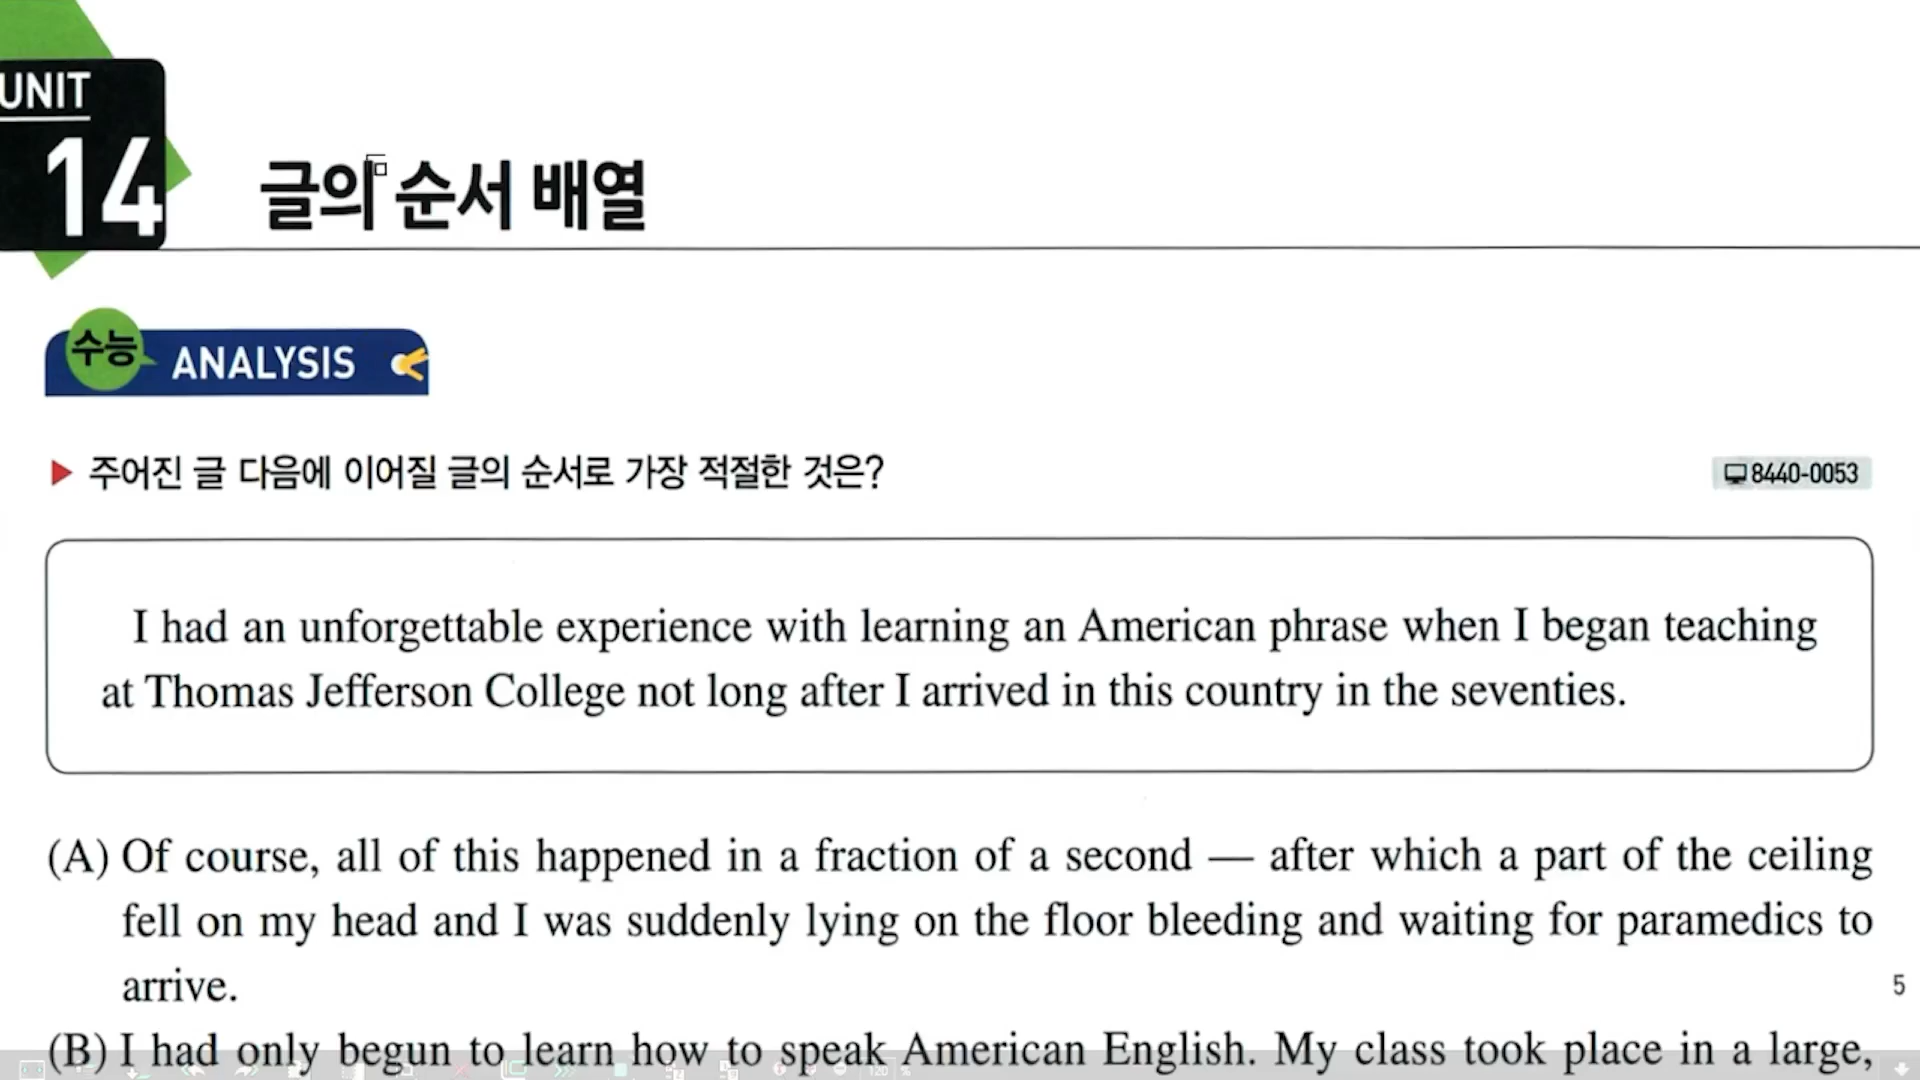 UNIT
14
글의 순서 배열
수능
ANALYSIS
▶ 주어진 글 다음에 이어질 글의 순서로 가장 적절한 것은?
8440-0053
I had an unforgettable experience with learning an American phrase when I began teaching
at Thomas Jefferson College not long after I arrived in this country in the seventies.
(A) Of course, all of this happened in a fraction of a second — after which a part of the ceiling
fell on my head and I was suddenly lying on the floor bleeding and waiting for paramedics to
arrive.
5
(B) I had only begun to learn how to speak American English. My class took place in a large,
120